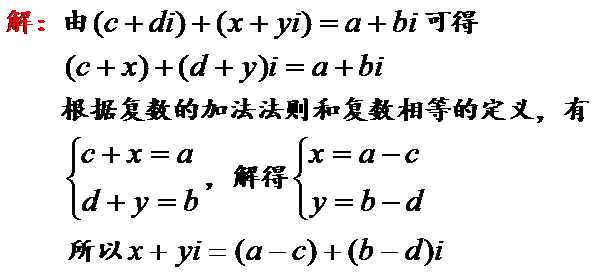 解：由(c + di) + (x + yi) = a + bi 可得
(c + x) + (d + y)i = a + bi
根据复数的加法法则和复数相等的定义，有
{c + x = a ，解得 {x = a − c
{d + y = b {y = b − d
所以 x + yi = (a − c) + (b − d)i